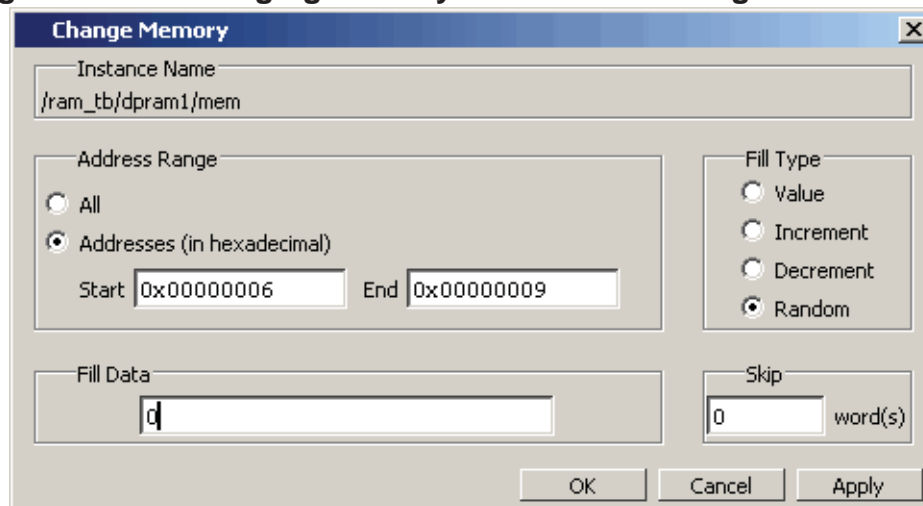 Change Memory
Instance Name
/ram_tb/dpram1/mem
Address Range
All
Addresses (in hexadecimal)
Start 0x00000006 End 0x00000009
Fill Type
Value
Increment
Decrement
Random
Fill Data
0
Skip
0 word(s)
OK Cancel Apply